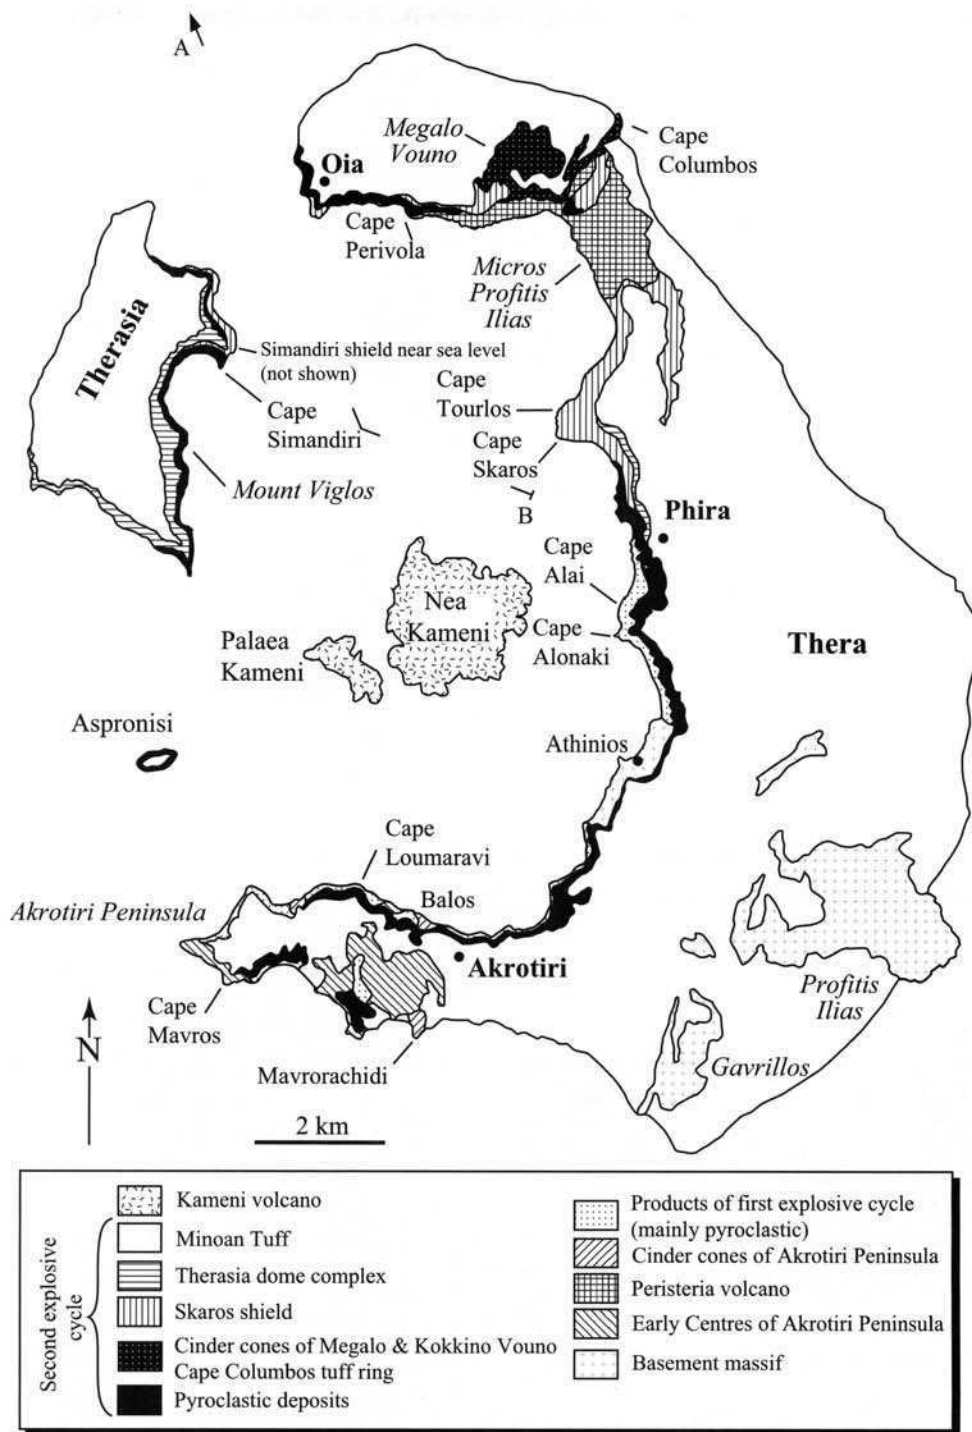 A
Megalo
Vouno
Cape
Columbos
Oia
Cape
Perivola
Micros
Profitis
Ilias
Therasia
Simandiri shield near sea level
(not shown)
Cape
Tourlos
Cape
Simandiri
Cape
Skaros
Mount Viglos
B
Phira
Cape
Alai
Nea
Kameni
Cape
Alonaki
Palaea
Kameni
Thera
Aspronisi
Athinios
Cape
Loumaravi
Balos
Akrotiri Peninsula
Akrotiri
Profitis
Ilias
Cape
Mavros
N
Mavrorachidi
Gavrillos
2 km
Second explosive
cycle
Kameni volcano
Minoan Tuff
Therasia dome complex
Skaros shield
Cinder cones of Megalo & Kokkino Vouno
Cape Columbos tuff ring
Pyroclastic deposits
Products of first explosive cycle
(mainly pyroclastic)
Cinder cones of Akrotiri Peninsula
Peristeria volcano
Early Centres of Akrotiri Peninsula
Basement massif